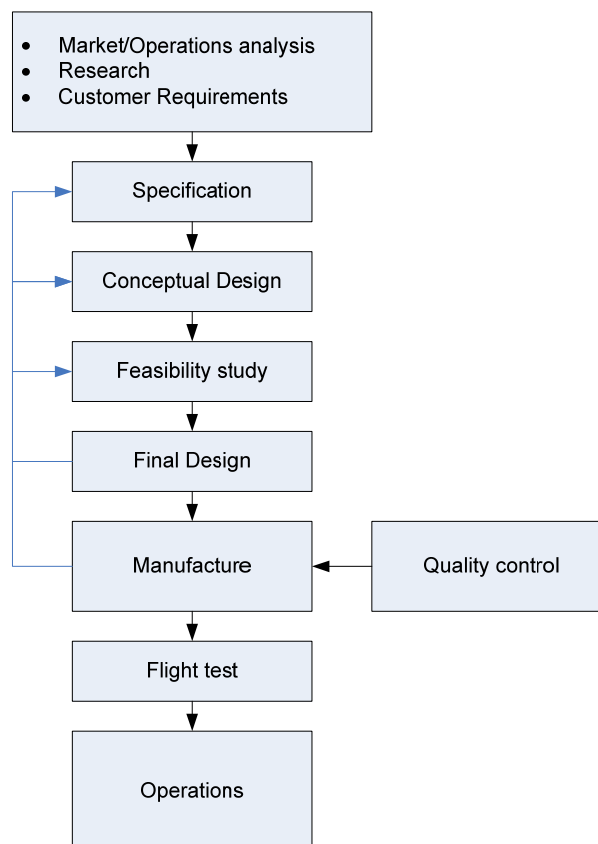 • Market/Operations analysis
• Research
• Customer Requirements
Specification
Conceptual Design
Feasibility study
Final Design
Manufacture
Quality control
Flight test
Operations